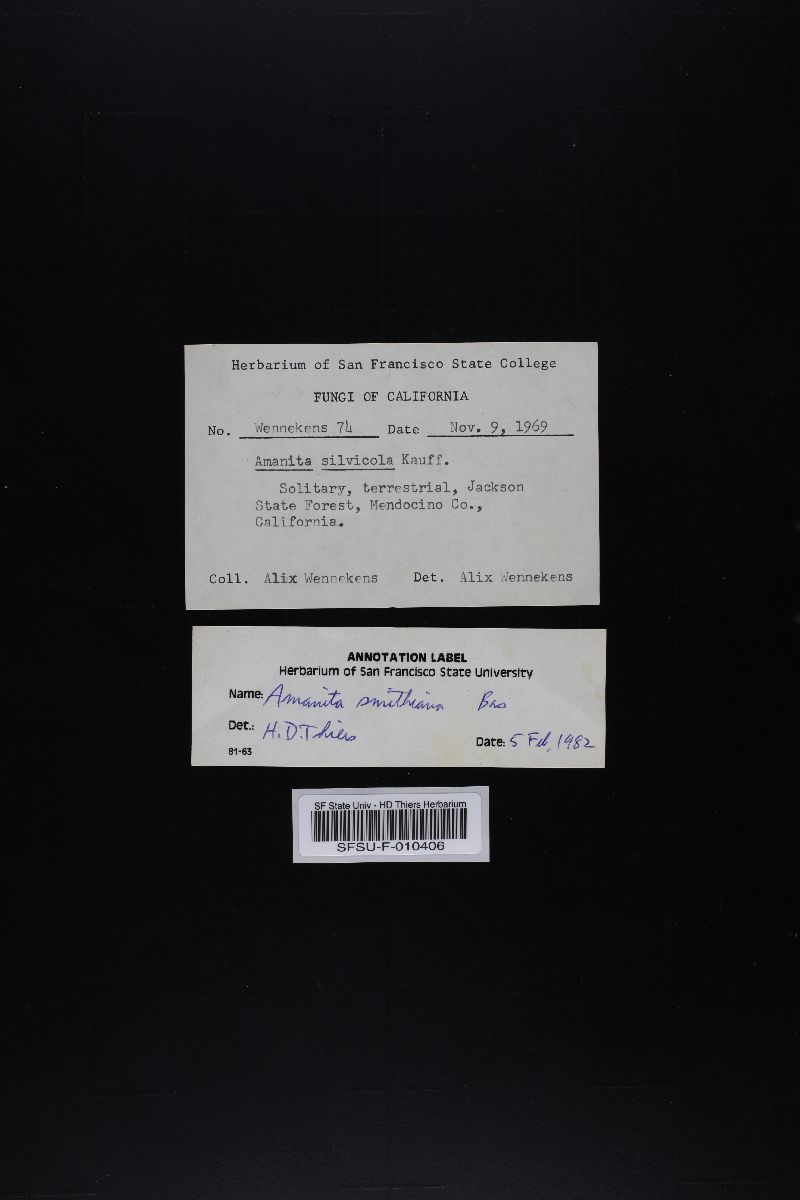 Herbarium of San Francisco State College
FUNGI OF CALIFORNIA
No. Wennekens 74 Date Nov. 9, 1969
Amanita silvicola Kauff.
Solitary, terrestrial, Jackson
State Forest, Mendocino Co.,
California.
Coll. Alix Wennekens Det. Alix Wennekens
ANNOTATION LABEL
Herbarium of San Francisco State University
Name: Amanita smithiana Bas
Det.: H.D.Thiers
Date: 5 Feb, 1982
81-63
SF State Univ - HD Thiers Herbarium
SFSU-F-010406